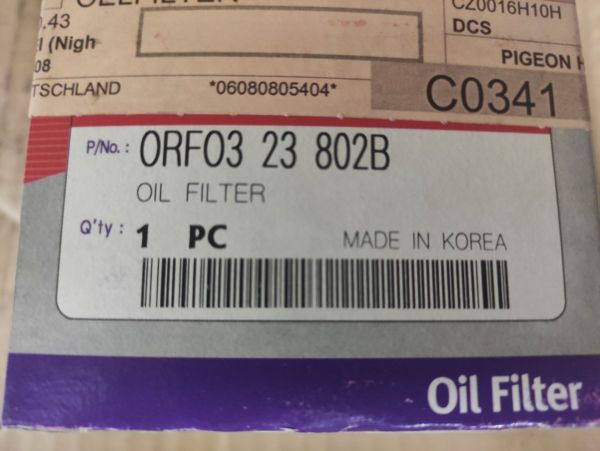 OELFILTER
.43
CZ0016H10H
DCS
l (Nigh
08
PIGEON H
TSCHLAND
*06080805404*
C0341
P/No.: 0RF03 23 802B
OIL FILTER
Q'ty : 1 PC
MADE IN KOREA
Oil Filter